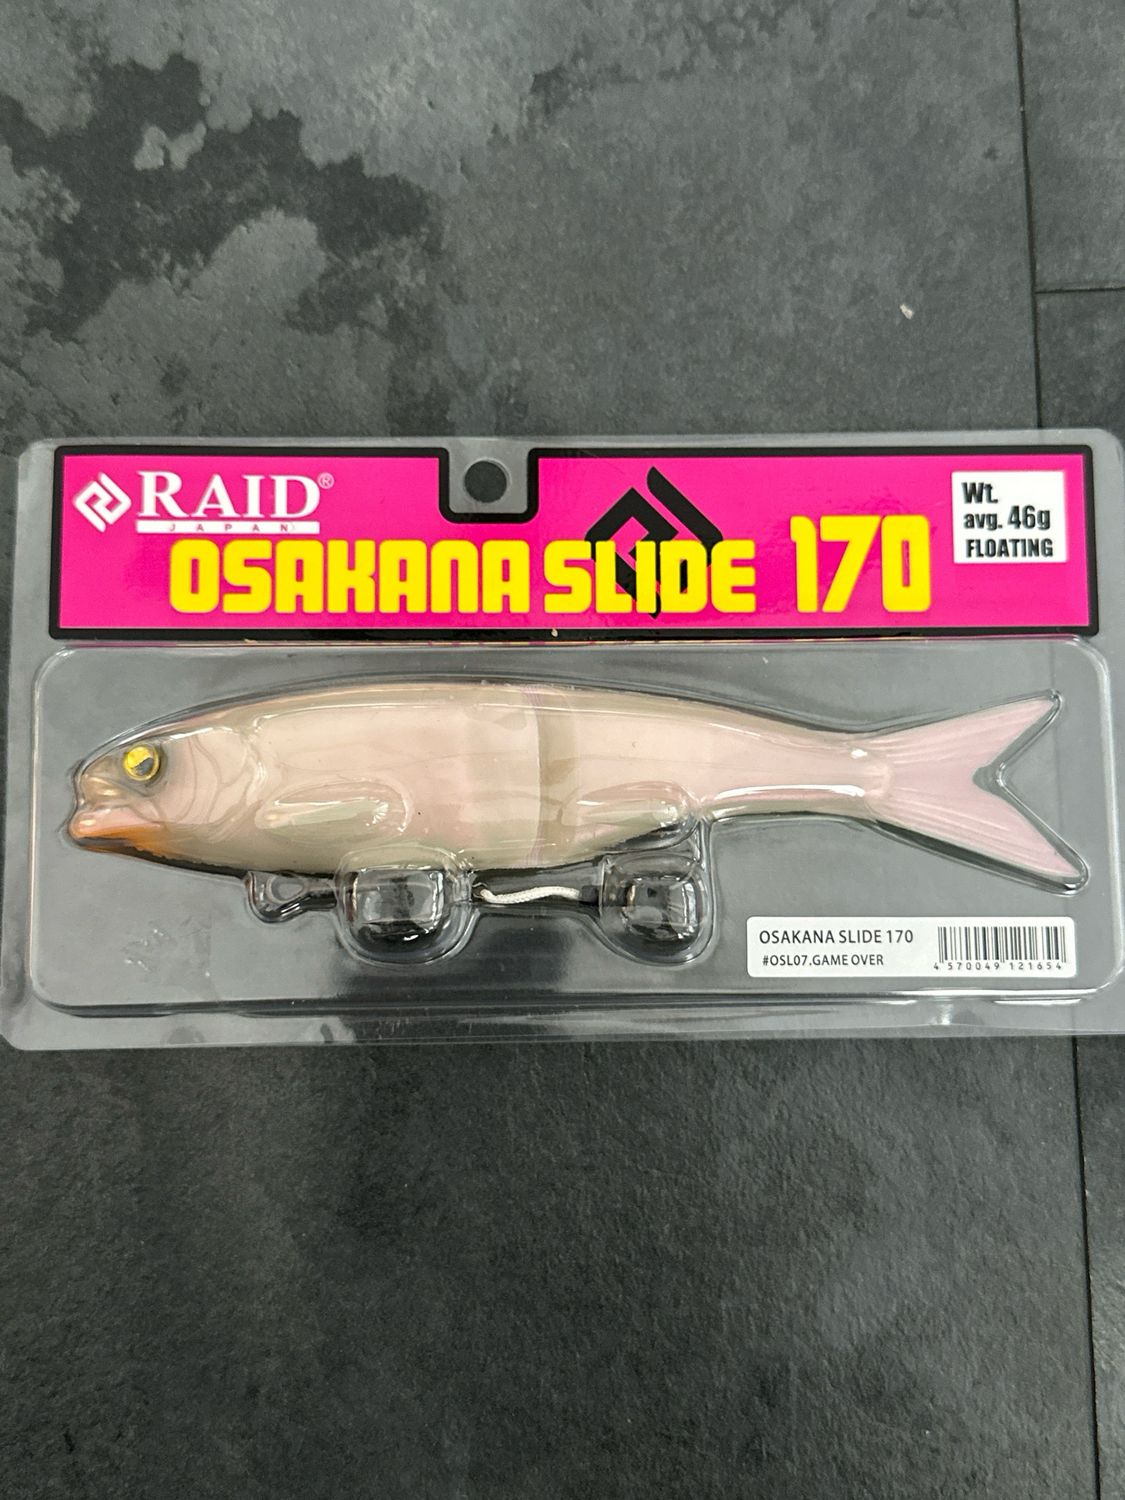 RAID®
JAPAN
OSAKANA SLIDE 170
Wt.
avg. 46g
FLOATING
OSAKANA SLIDE 170
#OSL07.GAME OVER
4 570049 121654